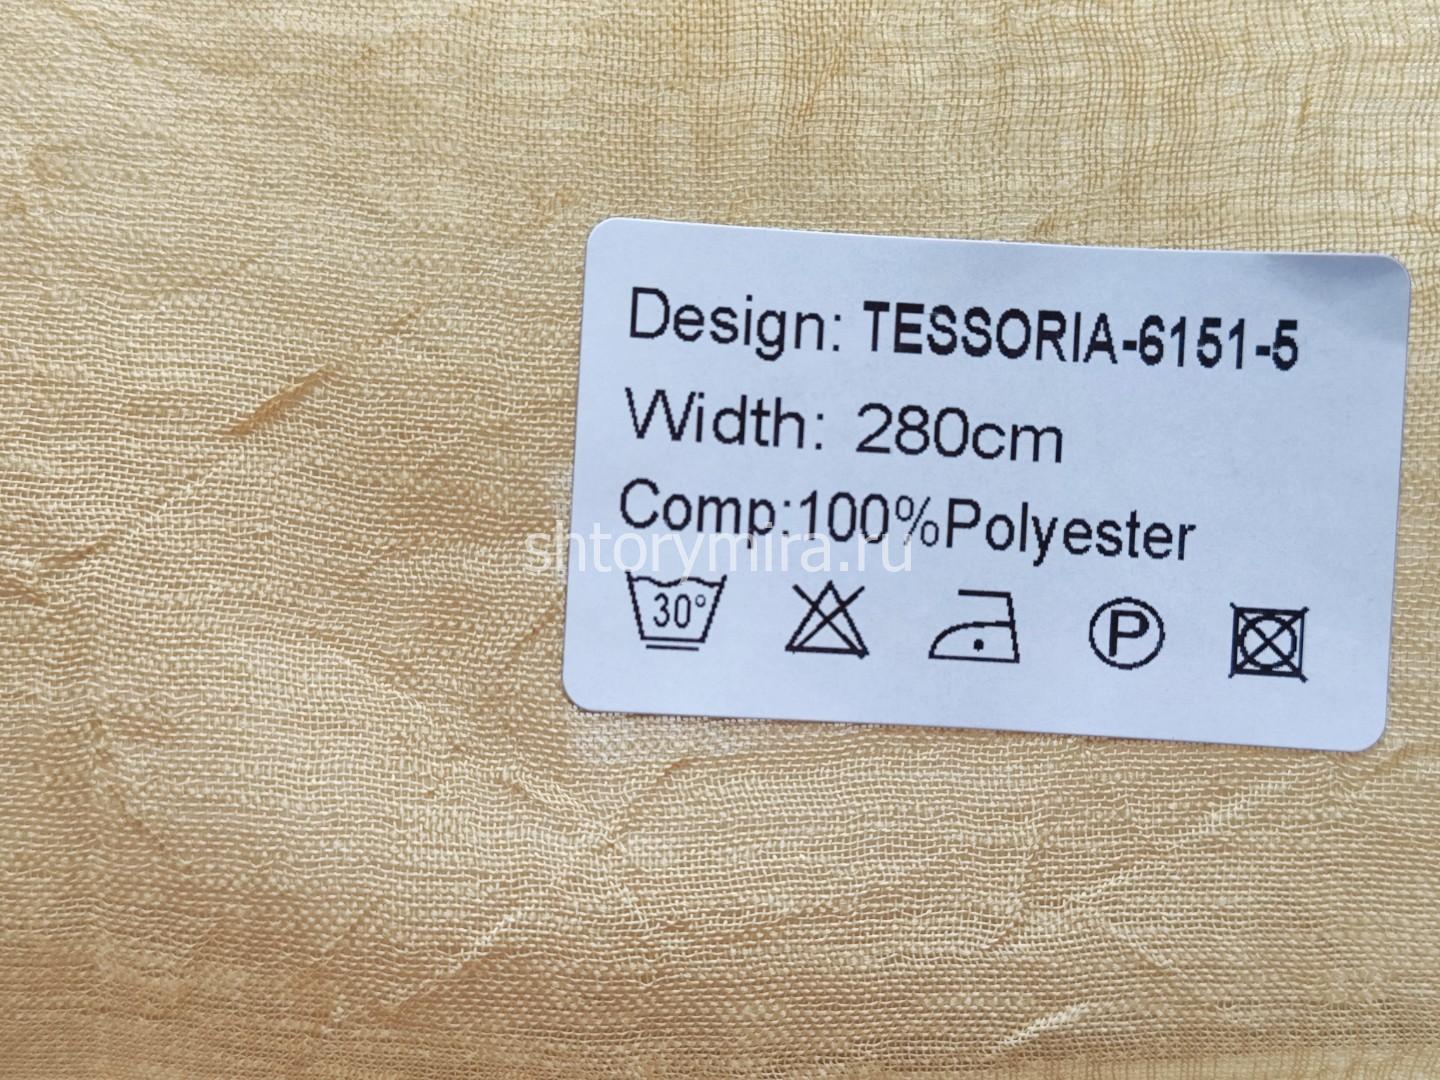 Design: TESSORIA-6151-5
Width: 280cm
Comp:100%Polyester
shtorymira.ru
30° P